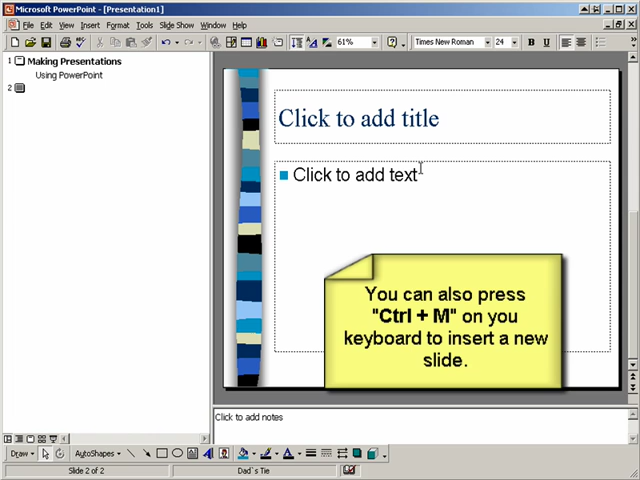 Microsoft PowerPoint - [Presentation1]
File Edit View Insert Format Tools Slide Show Window Help
61% Times New Roman 24 B U
1 Making Presentations
Using PowerPoint
2
Click to add title
Click to add text
You can also press
"Ctrl + M" on you
keyboard to insert a new
slide.
Click to add notes
Draw AutoShapes
Slide 2 of 2 Dad`s Tie